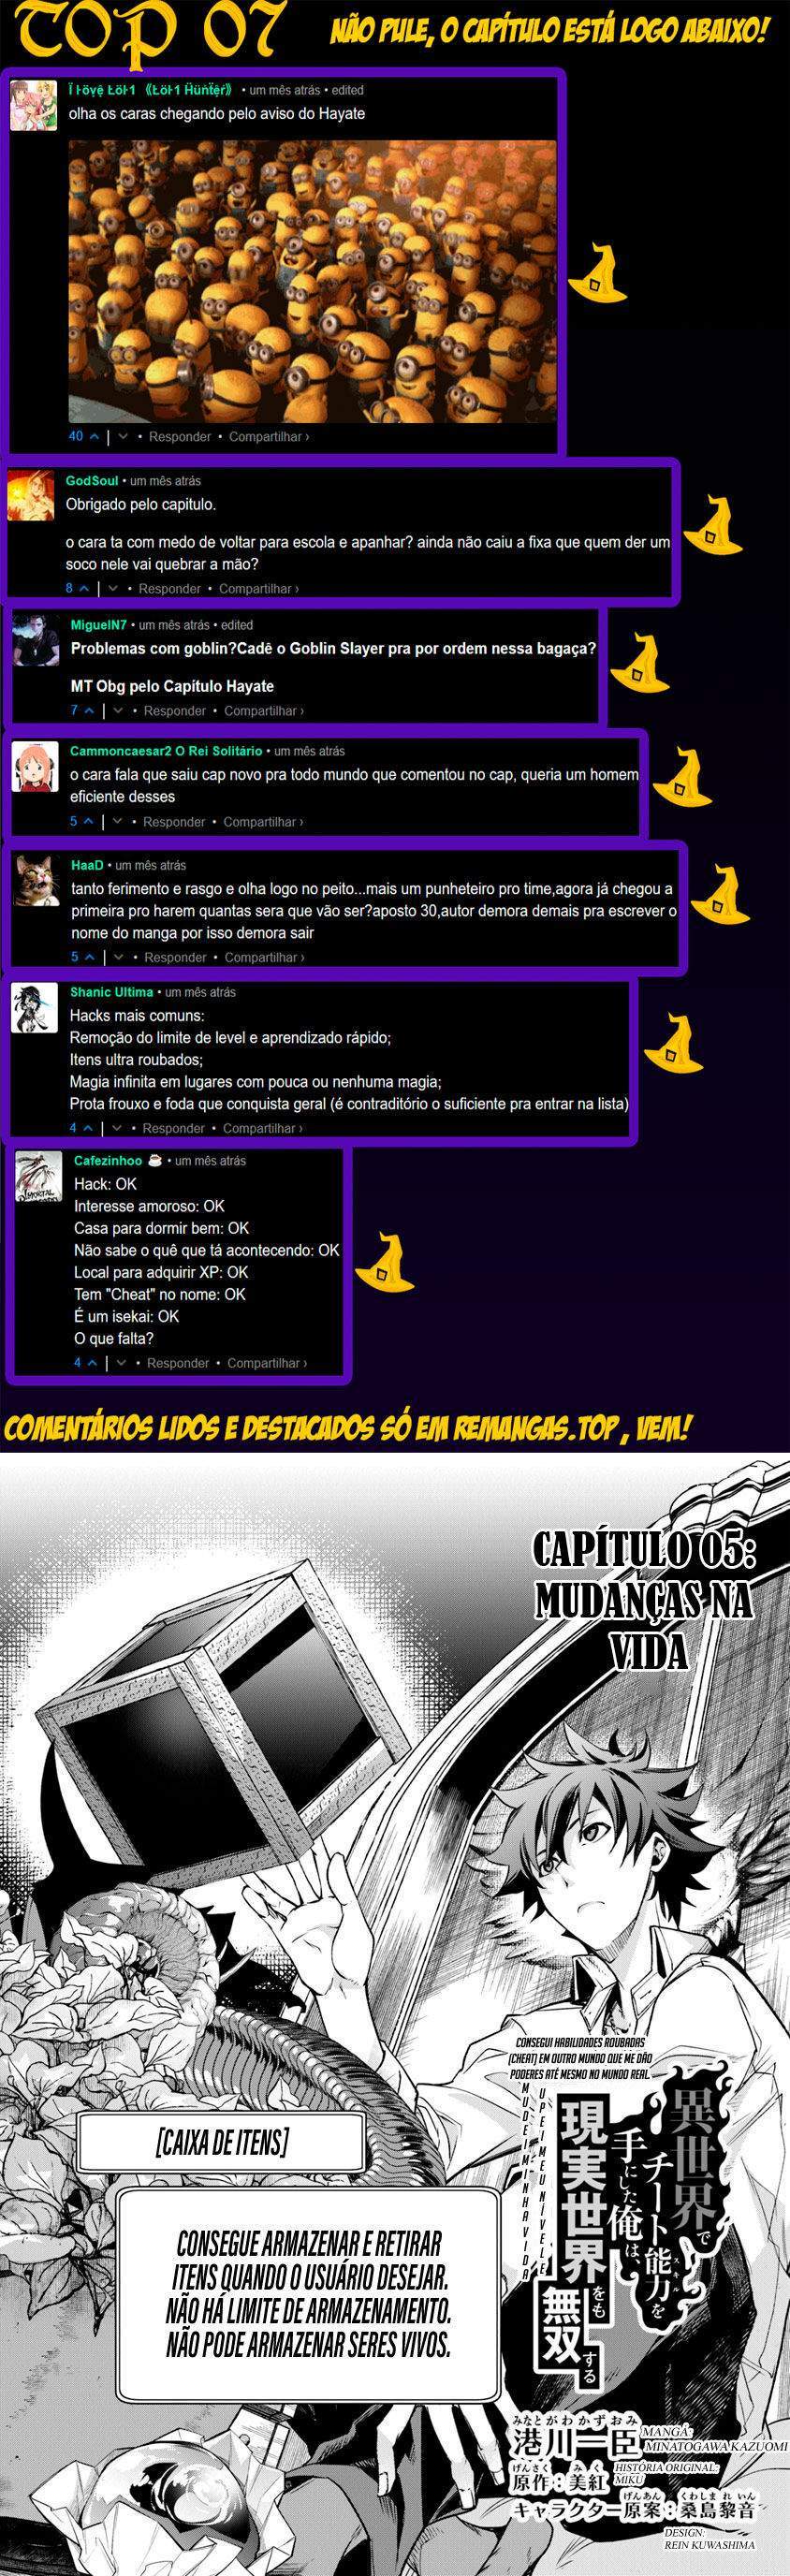 TOP 07
NÃO PULE, O CAPÍTULO ESTÁ LOGO ABAIXO!
• um mês atrás • edited
olha os caras chegando pelo aviso do Hayate
40 | • Responder • Compartilhar ›
GodSoul • um mês atrás
Obrigado pelo capitulo.
o cara ta com medo de voltar para escola e apanhar? ainda não caiu a fixa que quem der um
soco nele vai quebrar a mão?
8 | • Responder • Compartilhar ›
MiguelN7 • um mês atrás • edited
Problemas com goblin?Cadê o Goblin Slayer pra por ordem nessa bagaça?
MT Obg pelo Capítulo Hayate
7 | • Responder • Compartilhar ›
Cammoncaesar2 O Rei Solitário • um mês atrás
o cara fala que saiu cap novo pra todo mundo que comentou no cap, queria um homem
eficiente desses
5 | • Responder • Compartilhar ›
HaaD • um mês atrás
tanto ferimento e rasgo e olha logo no peito...mais um punheteiro pro time,agora já chegou a
primeira pro harem quantas sera que vão ser?aposto 30,autor demora demais pra escrever o
nome do manga por isso demora sair
5 | • Responder • Compartilhar ›
Shanic Ultima • um mês atrás
Hacks mais comuns:
Remoção do limite de level e aprendizado rápido;
Itens ultra roubados;
Magia infinita em lugares com pouca ou nenhuma magia;
Prota frouxo e foda que conquista geral (é contraditório o suficiente pra entrar na lista)
4 | • Responder • Compartilhar ›
Cafezinhoo ☕ • um mês atrás
Hack: OK
Interesse amoroso: OK
Casa para dormir bem: OK
Não sabe o quê que tá acontecendo: OK
Local para adquirir XP: OK
Tem "Cheat" no nome: OK
É um isekai: OK
O que falta?
4 | • Responder • Compartilhar ›
COMENTÁRIOS LIDOS E DESTACADOS SÓ EM REMANGAS.TOP , VEM!
CAPÍTULO 05:
MUDANÇAS NA
VIDA
CONSEGUI HABILIDADES ROUBADAS
(CHEAT) EM OUTRO MUNDO QUE ME DÃO
PODERES ATÉ MESMO NO MUNDO REAL.
UPEI MEU NÍVEL E
MUDEI MINHA VIDA
異世界で
チート能力を
スキル
手にした俺は、
現実世界をも
無双する
[CAIXA DE ITENS]
CONSEGUE ARMAZENAR E RETIRAR
ITENS QUANDO O USUÁRIO DESEJAR.
NÃO HÁ LIMITE DE ARMAZENAMENTO.
NÃO PODE ARMAZENAR SERES VIVOS.
みなとがわかずおみ
港川一臣
MANGÁ:
MINATOGAWA KAZUOMI
げんさく みく
原作：美紅
HISTÓRIA ORIGINAL:
MIKU
げんあん くわしま れいん
キャラクター原案：桑島黎音
DESIGN:
REIN KUWASHIMA